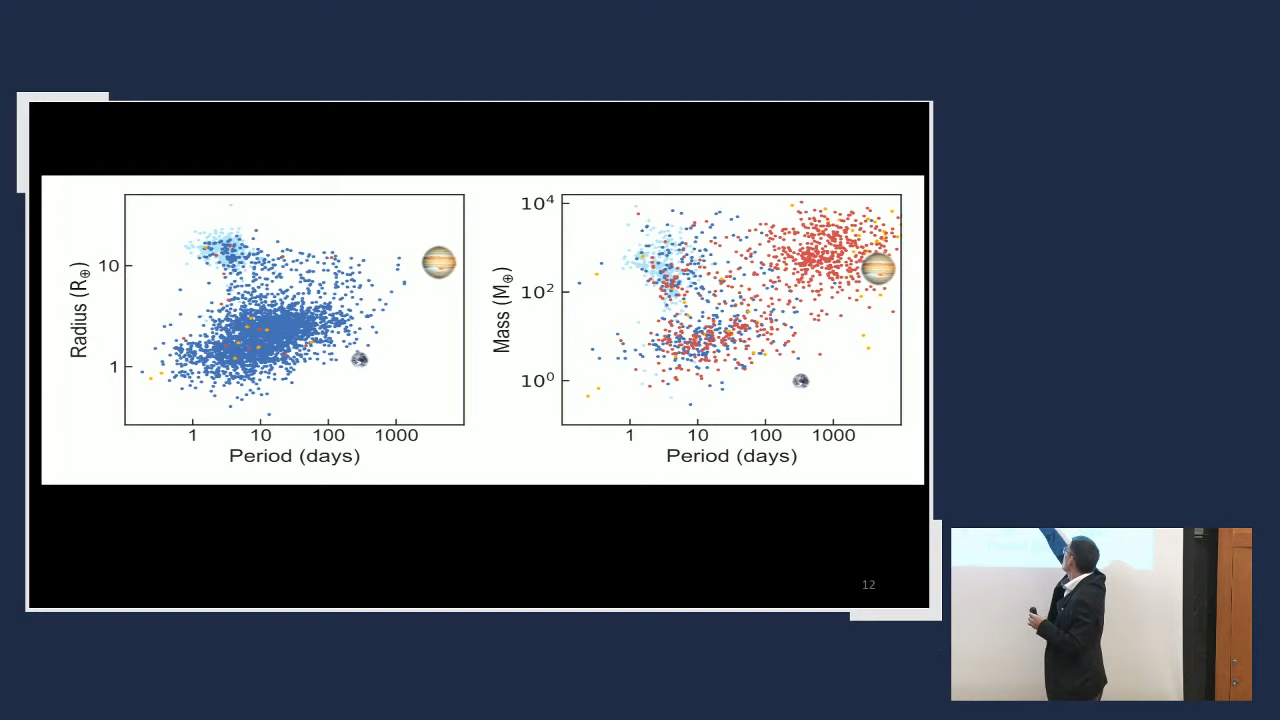 Radius (R⊕)
10
1
1 10 100 1000
Period (days)
Mass (M⊕)
10⁴
10²
10⁰
1 10 100 1000
Period (days)
12